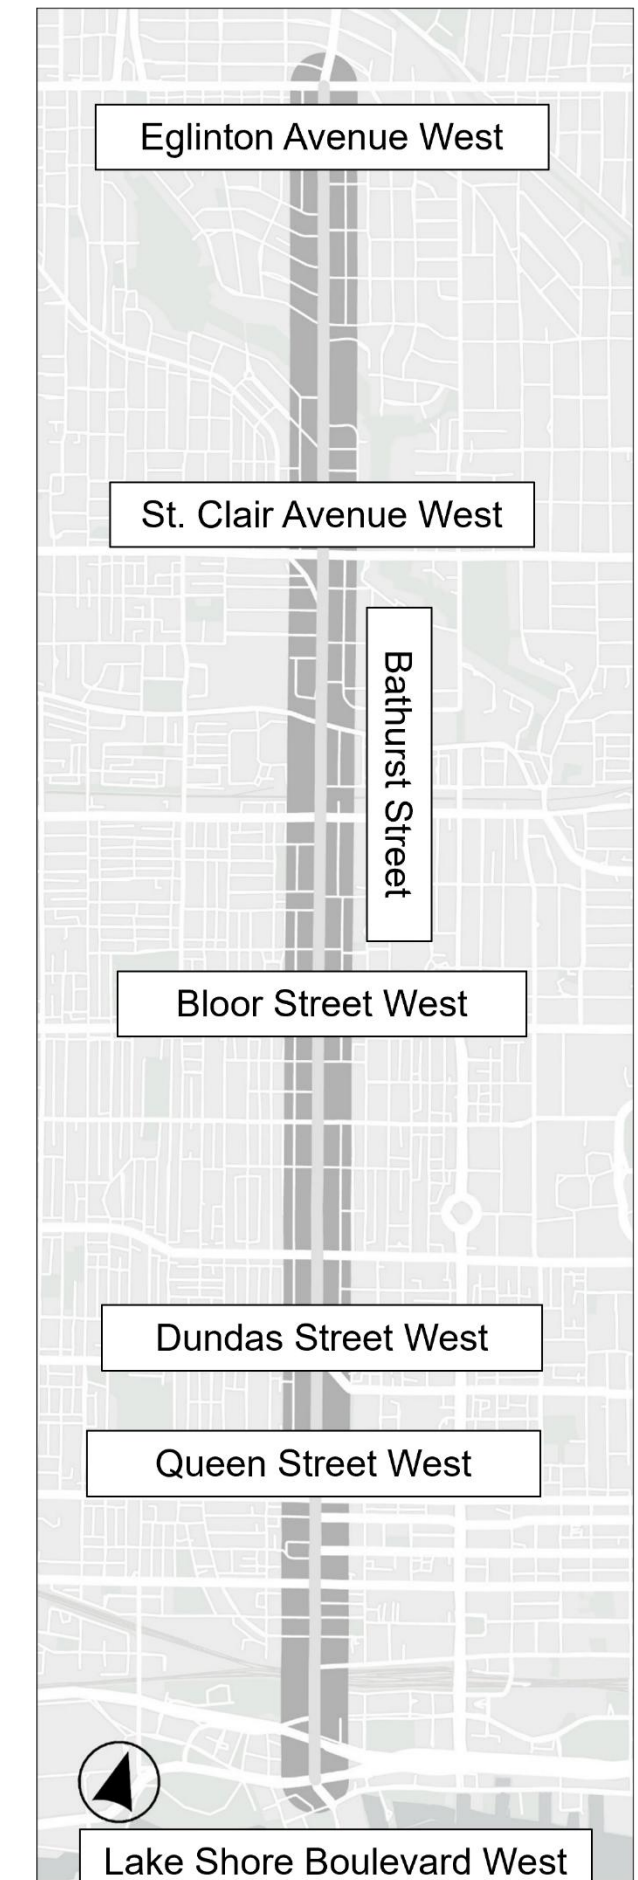 Eglinton Avenue West
St. Clair Avenue West
Bathurst Street
Bloor Street West
Dundas Street West
Queen Street West
Lake Shore Boulevard West